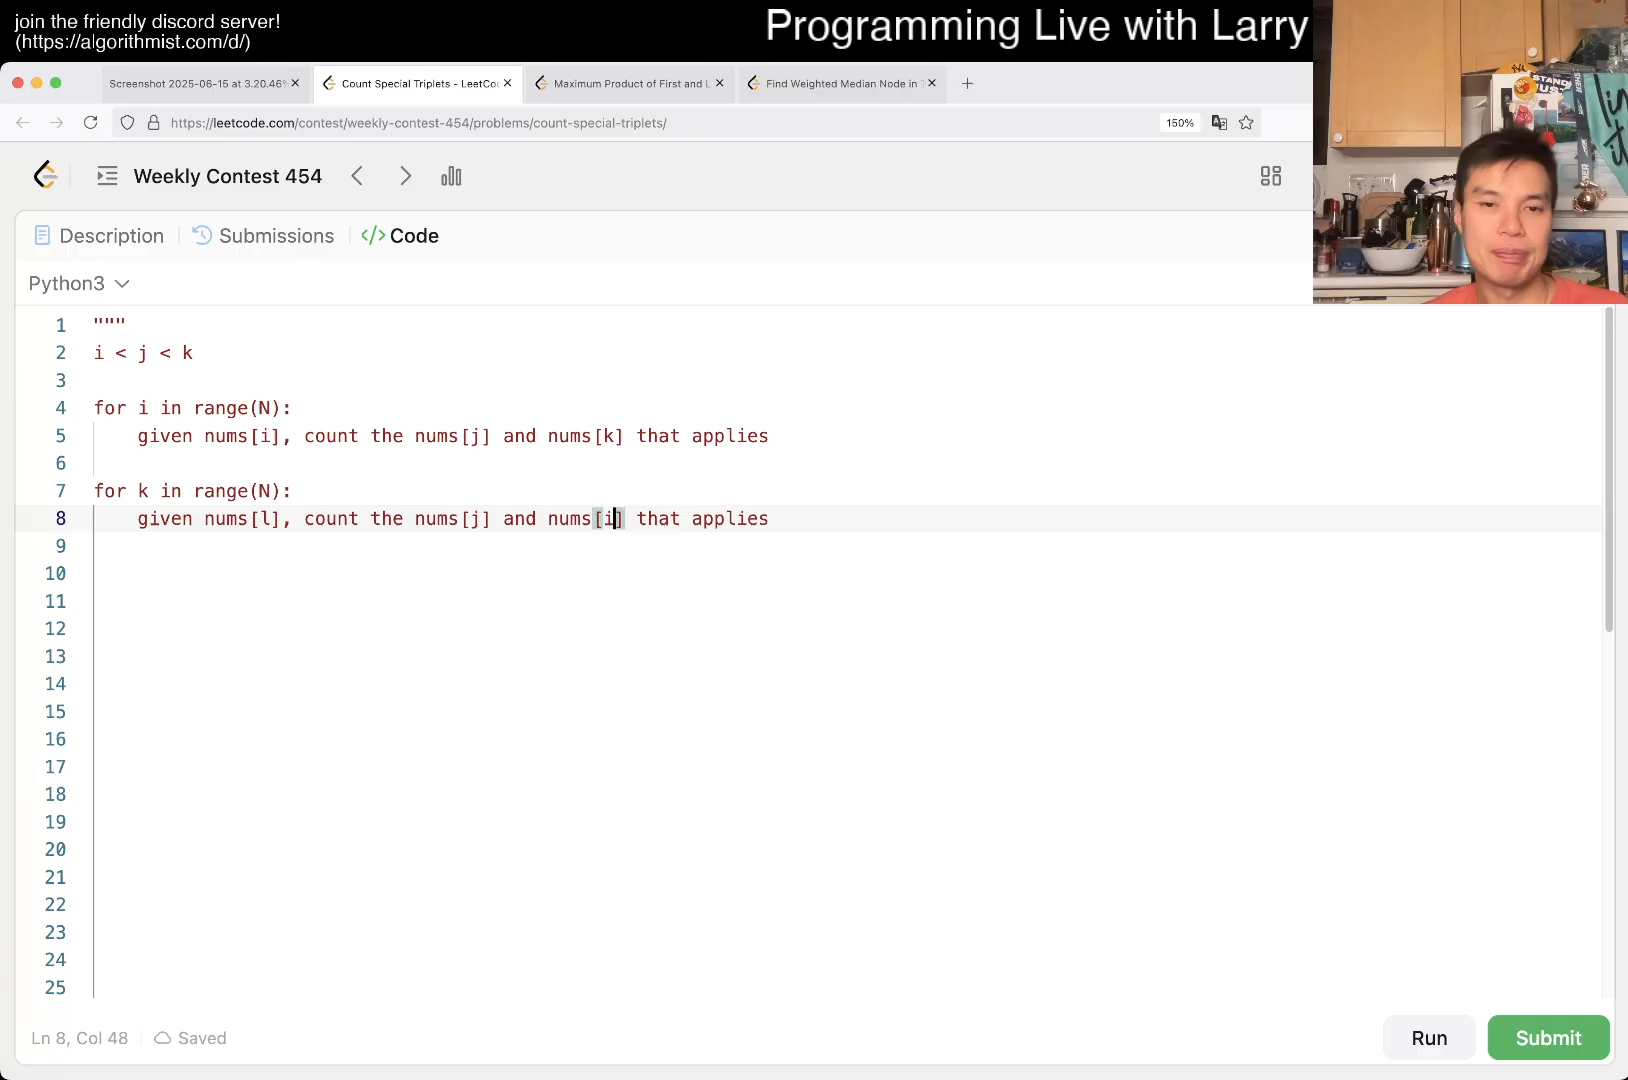 join the friendly discord server!
(https://algorithmist.com/d/)
Programming Live with Larry
Screenshot 2025-06-15 at 3.20.46
Count Special Triplets - LeetCo
Maximum Product of First and L
Find Weighted Median Node in
https://leetcode.com/contest/weekly-contest-454/problems/count-special-triplets/
150%
Weekly Contest 454
Description
Submissions
</> Code
Python3
1 """
2 i < j < k
3
4 for i in range(N):
5 given nums[i], count the nums[j] and nums[k] that applies
6
7 for k in range(N):
8 given nums[l], count the nums[j] and nums[i] that applies
9
10
11
12
13
14
15
16
17
18
19
20
21
22
23
24
25
Ln 8, Col 48
Saved
Run
Submit
STAND